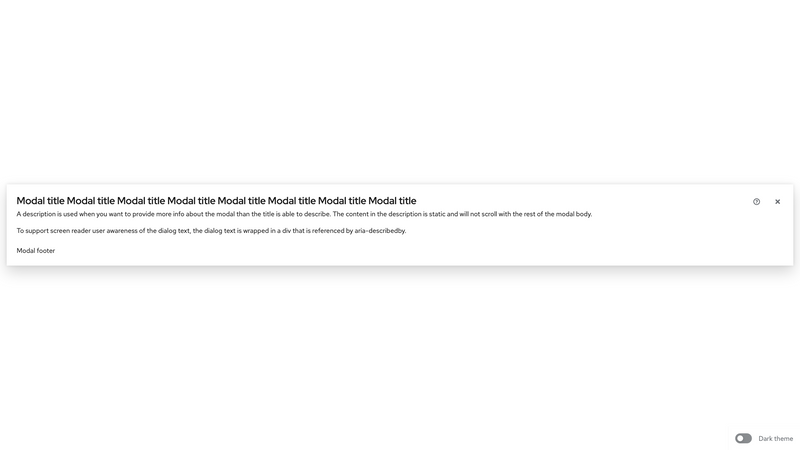 Modal title Modal title Modal title Modal title Modal title Modal title Modal title Modal title
A description is used when you want to provide more info about the modal than the title is able to describe. The content in the description is static and will not scroll with the rest of the modal body.
To support screen reader user awareness of the dialog text, the dialog text is wrapped in a div that is referenced by aria-describedby.
Modal footer
Dark theme